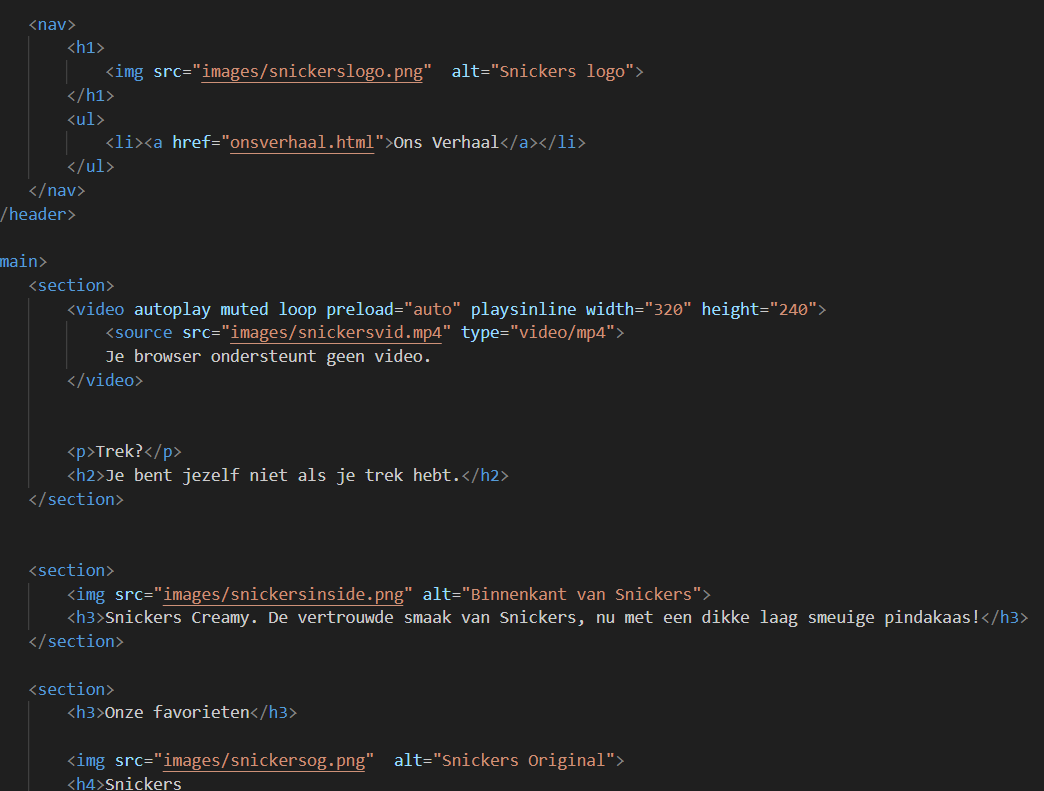 <nav>
<h1>
<img src="images/snickerslogo.png"  alt="Snickers logo">
</h1>
<ul>
<li><a href="onsverhaal.html">Ons Verhaal</a></li>
</ul>
</nav>
/header>
main>
<section>
<video autoplay muted loop preload="auto" playsinline width="320" height="240">
<source src="images/snickersvid.mp4" type="video/mp4">
Je browser ondersteunt geen video.
</video>
<p>Trek?</p>
<h2>Je bent jezelf niet als je trek hebt.</h2>
</section>
<section>
<img src="images/snickersinside.png" alt="Binnenkant van Snickers">
<h3>Snickers Creamy. De vertrouwde smaak van Snickers, nu met een dikke laag smeuige pindakaas!</h3>
</section>
<section>
<h3>Onze favorieten</h3>
<img src="images/snickersog.png"  alt="Snickers Original">
<h4>Snickers